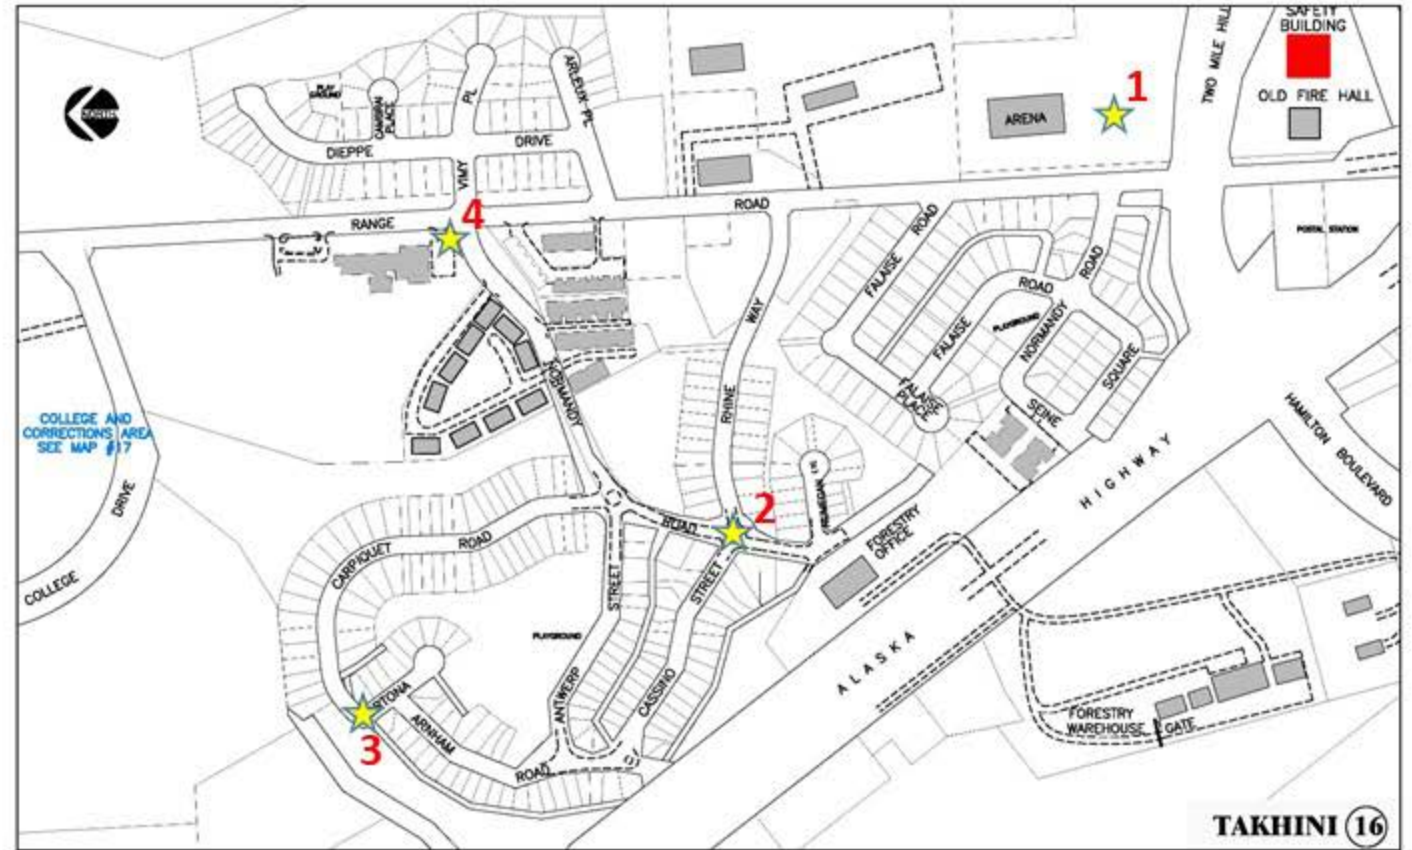 SAFETY
BUILDING
OLD FIRE HALL
TWO MILE HILL
1
ARENA
NORTH
PLAY
GROUND
CAMBRAI
PLACE
PL
ARLEUX PL
DIEPPE
DRIVE
VIMY
4
RANGE
ROAD
POSTAL STATION
FALAISE
ROAD
ROAD
ROAD
FALAISE
PLAYGROUND
NORMANDY
SQUARE
SEINE
FALAISE
PLACE
WAY
RHINE
NORMANDY
HAMILTON BOULEVARD
COLLEGE AND
CORRECTIONS AREA
SEE MAP #17
DRIVE
COLLEGE
HIGHWAY
ALASKA
2
ROAD
FORESTRY
OFFICE
CARPIQUET
ROAD
STREET
STREET
PLAYGROUND
ANTWERP
CASSINO
ORTONA
3
ARNHAM
ROAD
FORESTRY
WAREHOUSE
GATE
TAKHINI 16